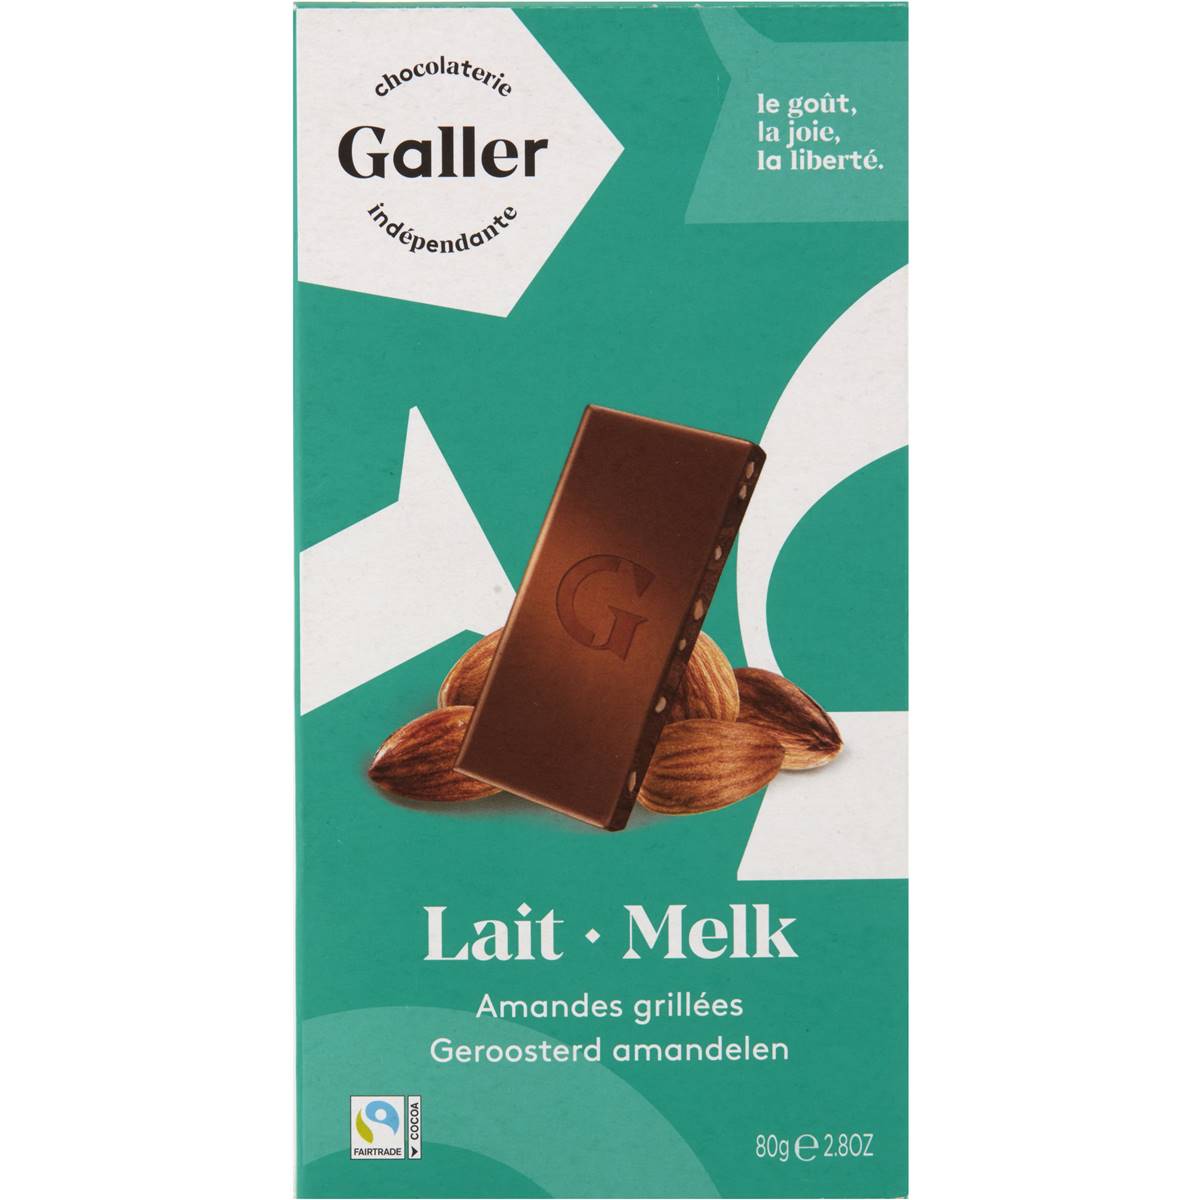 chocolaterie
Galler
indépendante
le goût,
la joie,
la liberté.
G
Lait · Melk
Amandes grillées
Geroosterd amandelen
FAIRTRADE
COCOA
80g e 2.8OZ